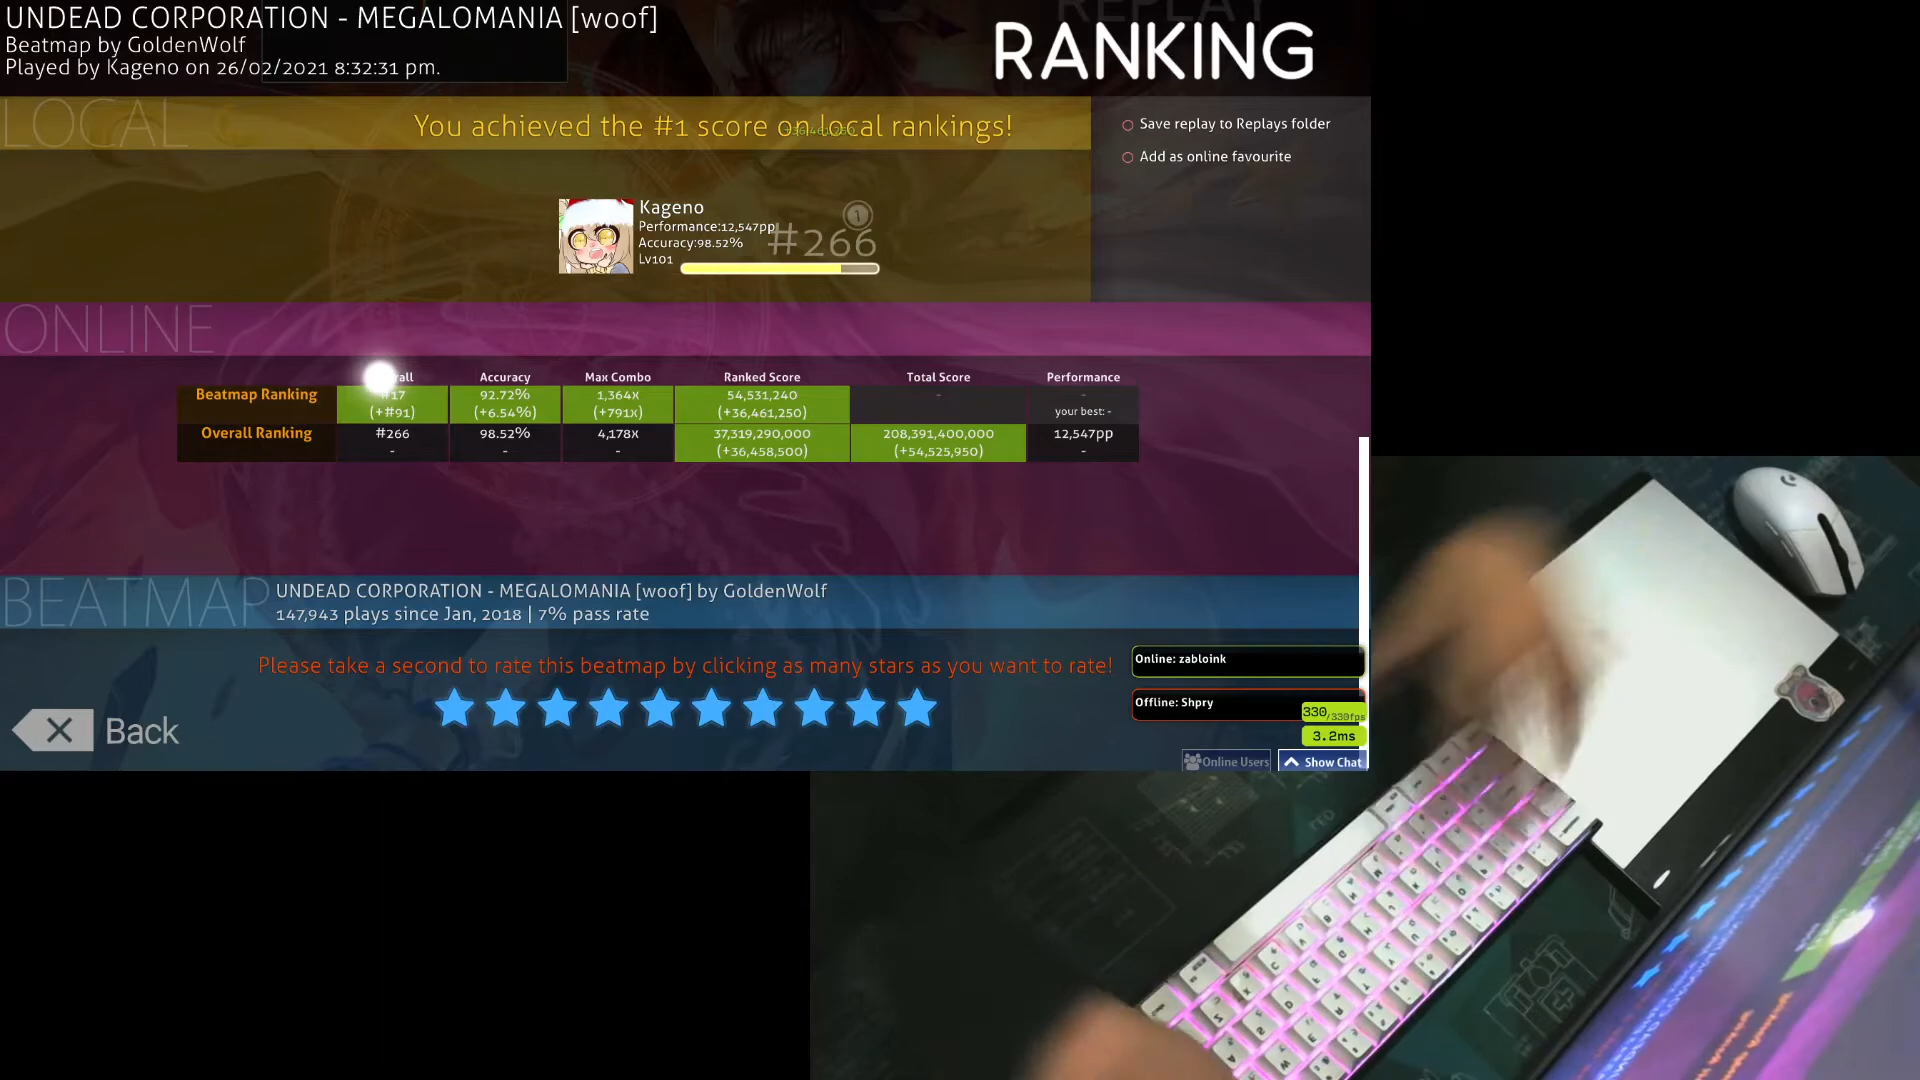 UNDEAD CORPORATION - MEGALOMANIA [woof]
Beatmap by GoldenWolf
Played by Kageno on 26/02/2021 8:32:31 pm.
REPLAY
RANKING
LOCAL
You achieved the #1 score on local rankings!
Save replay to Replays folder
Add as online favourite
Kageno
Performance:12,547pp
Accuracy:98.52%
Lv101
#266
1
ONLINE
Accuracy Max Combo Ranked Score Total Score Performance
Beatmap Ranking #17 92.72% 1,364x 54,531,240 - -
(+#91) (+6.54%) (+791x) (+36,461,250) your best: -
Overall Ranking #266 98.52% 4,178x 37,319,290,000 208,391,400,000 12,547pp
- - - (+36,458,500) (+54,525,950) -
BEATMAP
UNDEAD CORPORATION - MEGALOMANIA [woof] by GoldenWolf
147,943 plays since Jan, 2018 | 7% pass rate
Please take a second to rate this beatmap by clicking as many stars as you want to rate!
Online: zabloink
Offline: Shpry
330/330fps
3.2ms
Back
Online Users
Show Chat